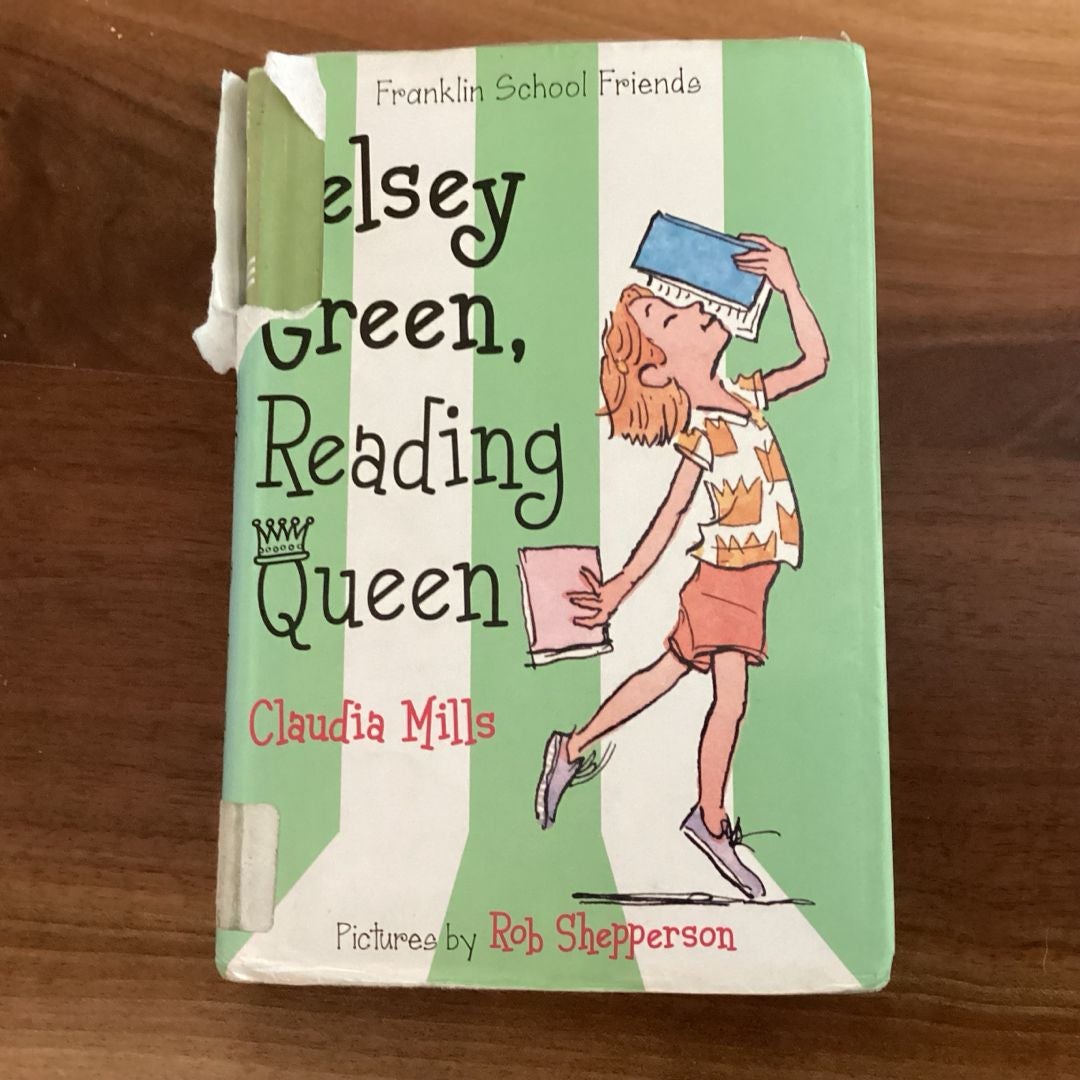 Franklin School Friends
elsey
Green,
Reading
Queen
Claudia Mills
Pictures by Rob Shepperson